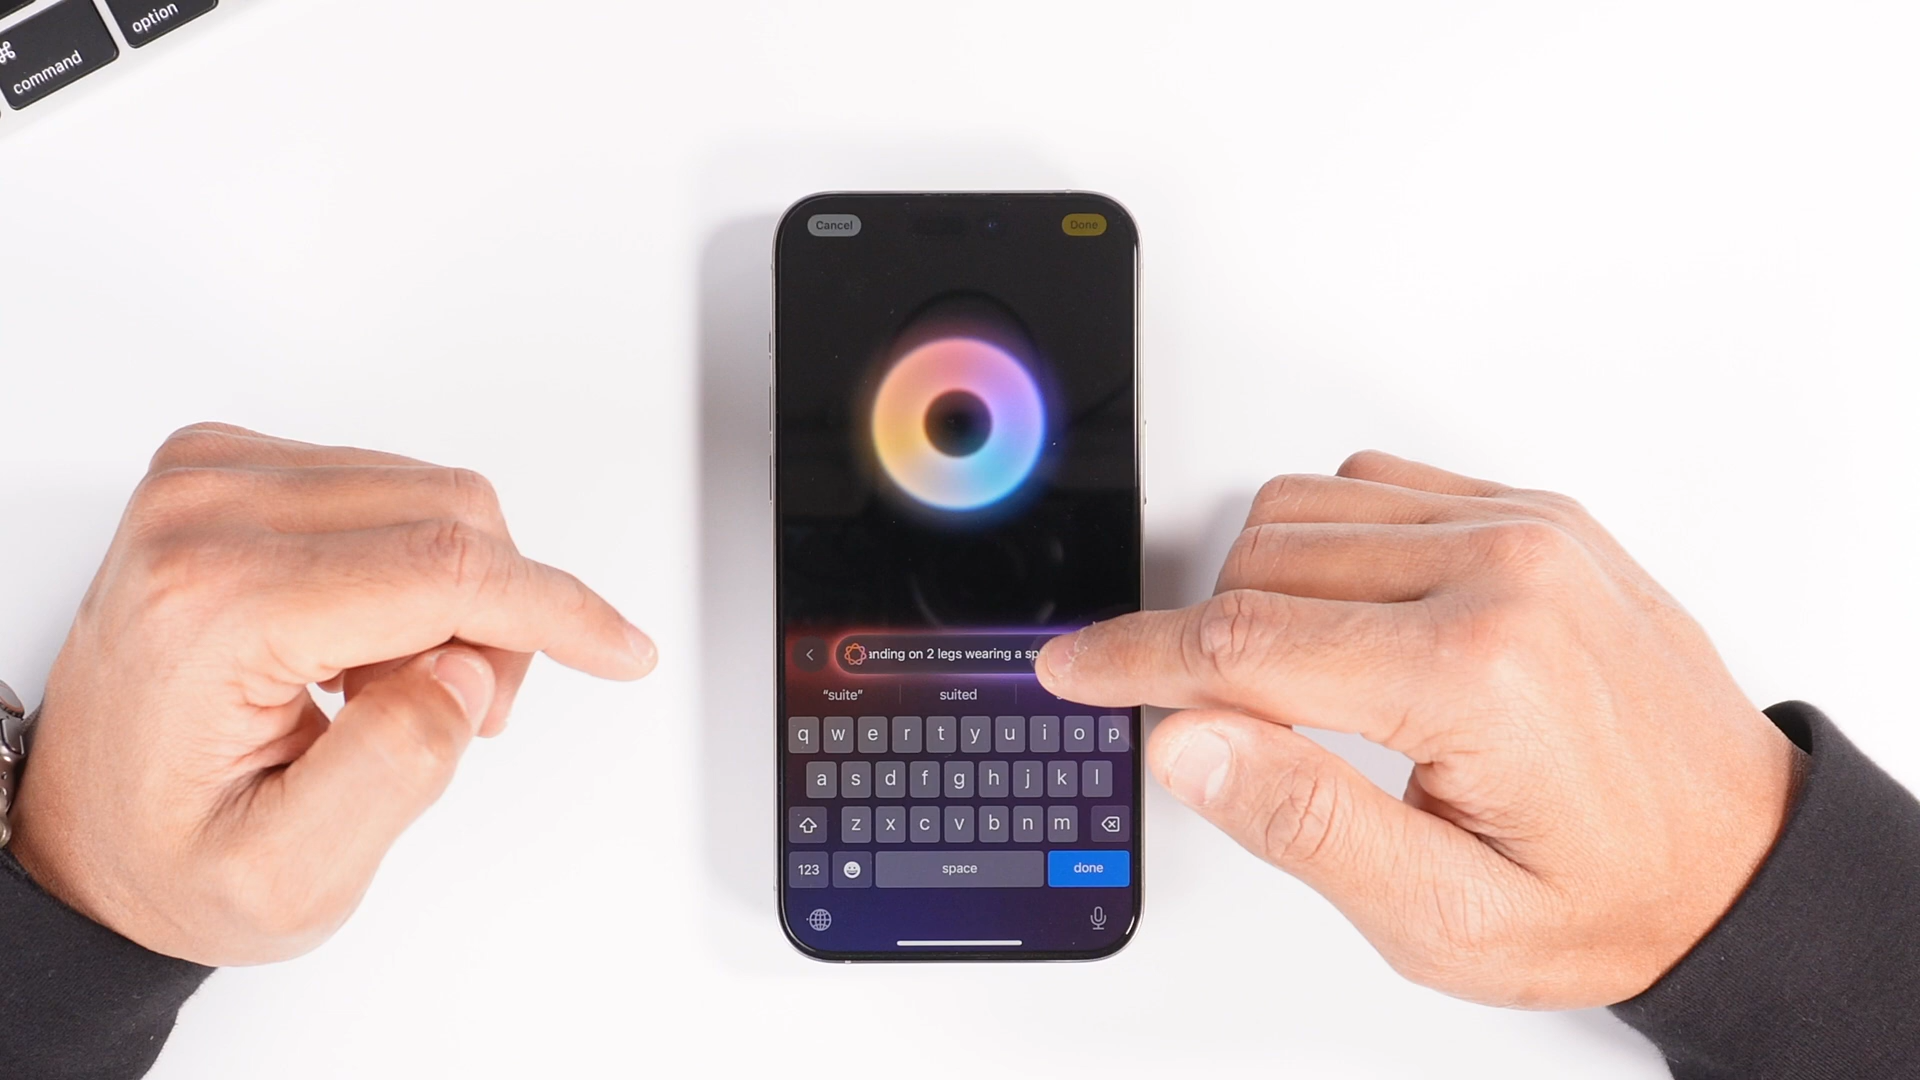 ⌘
option
command
Cancel
Done
anding on 2 legs wearing a sp
"suite" suited
q w e r t y u i o p
a s d f g h j k l
z x c v b n m
123 space done